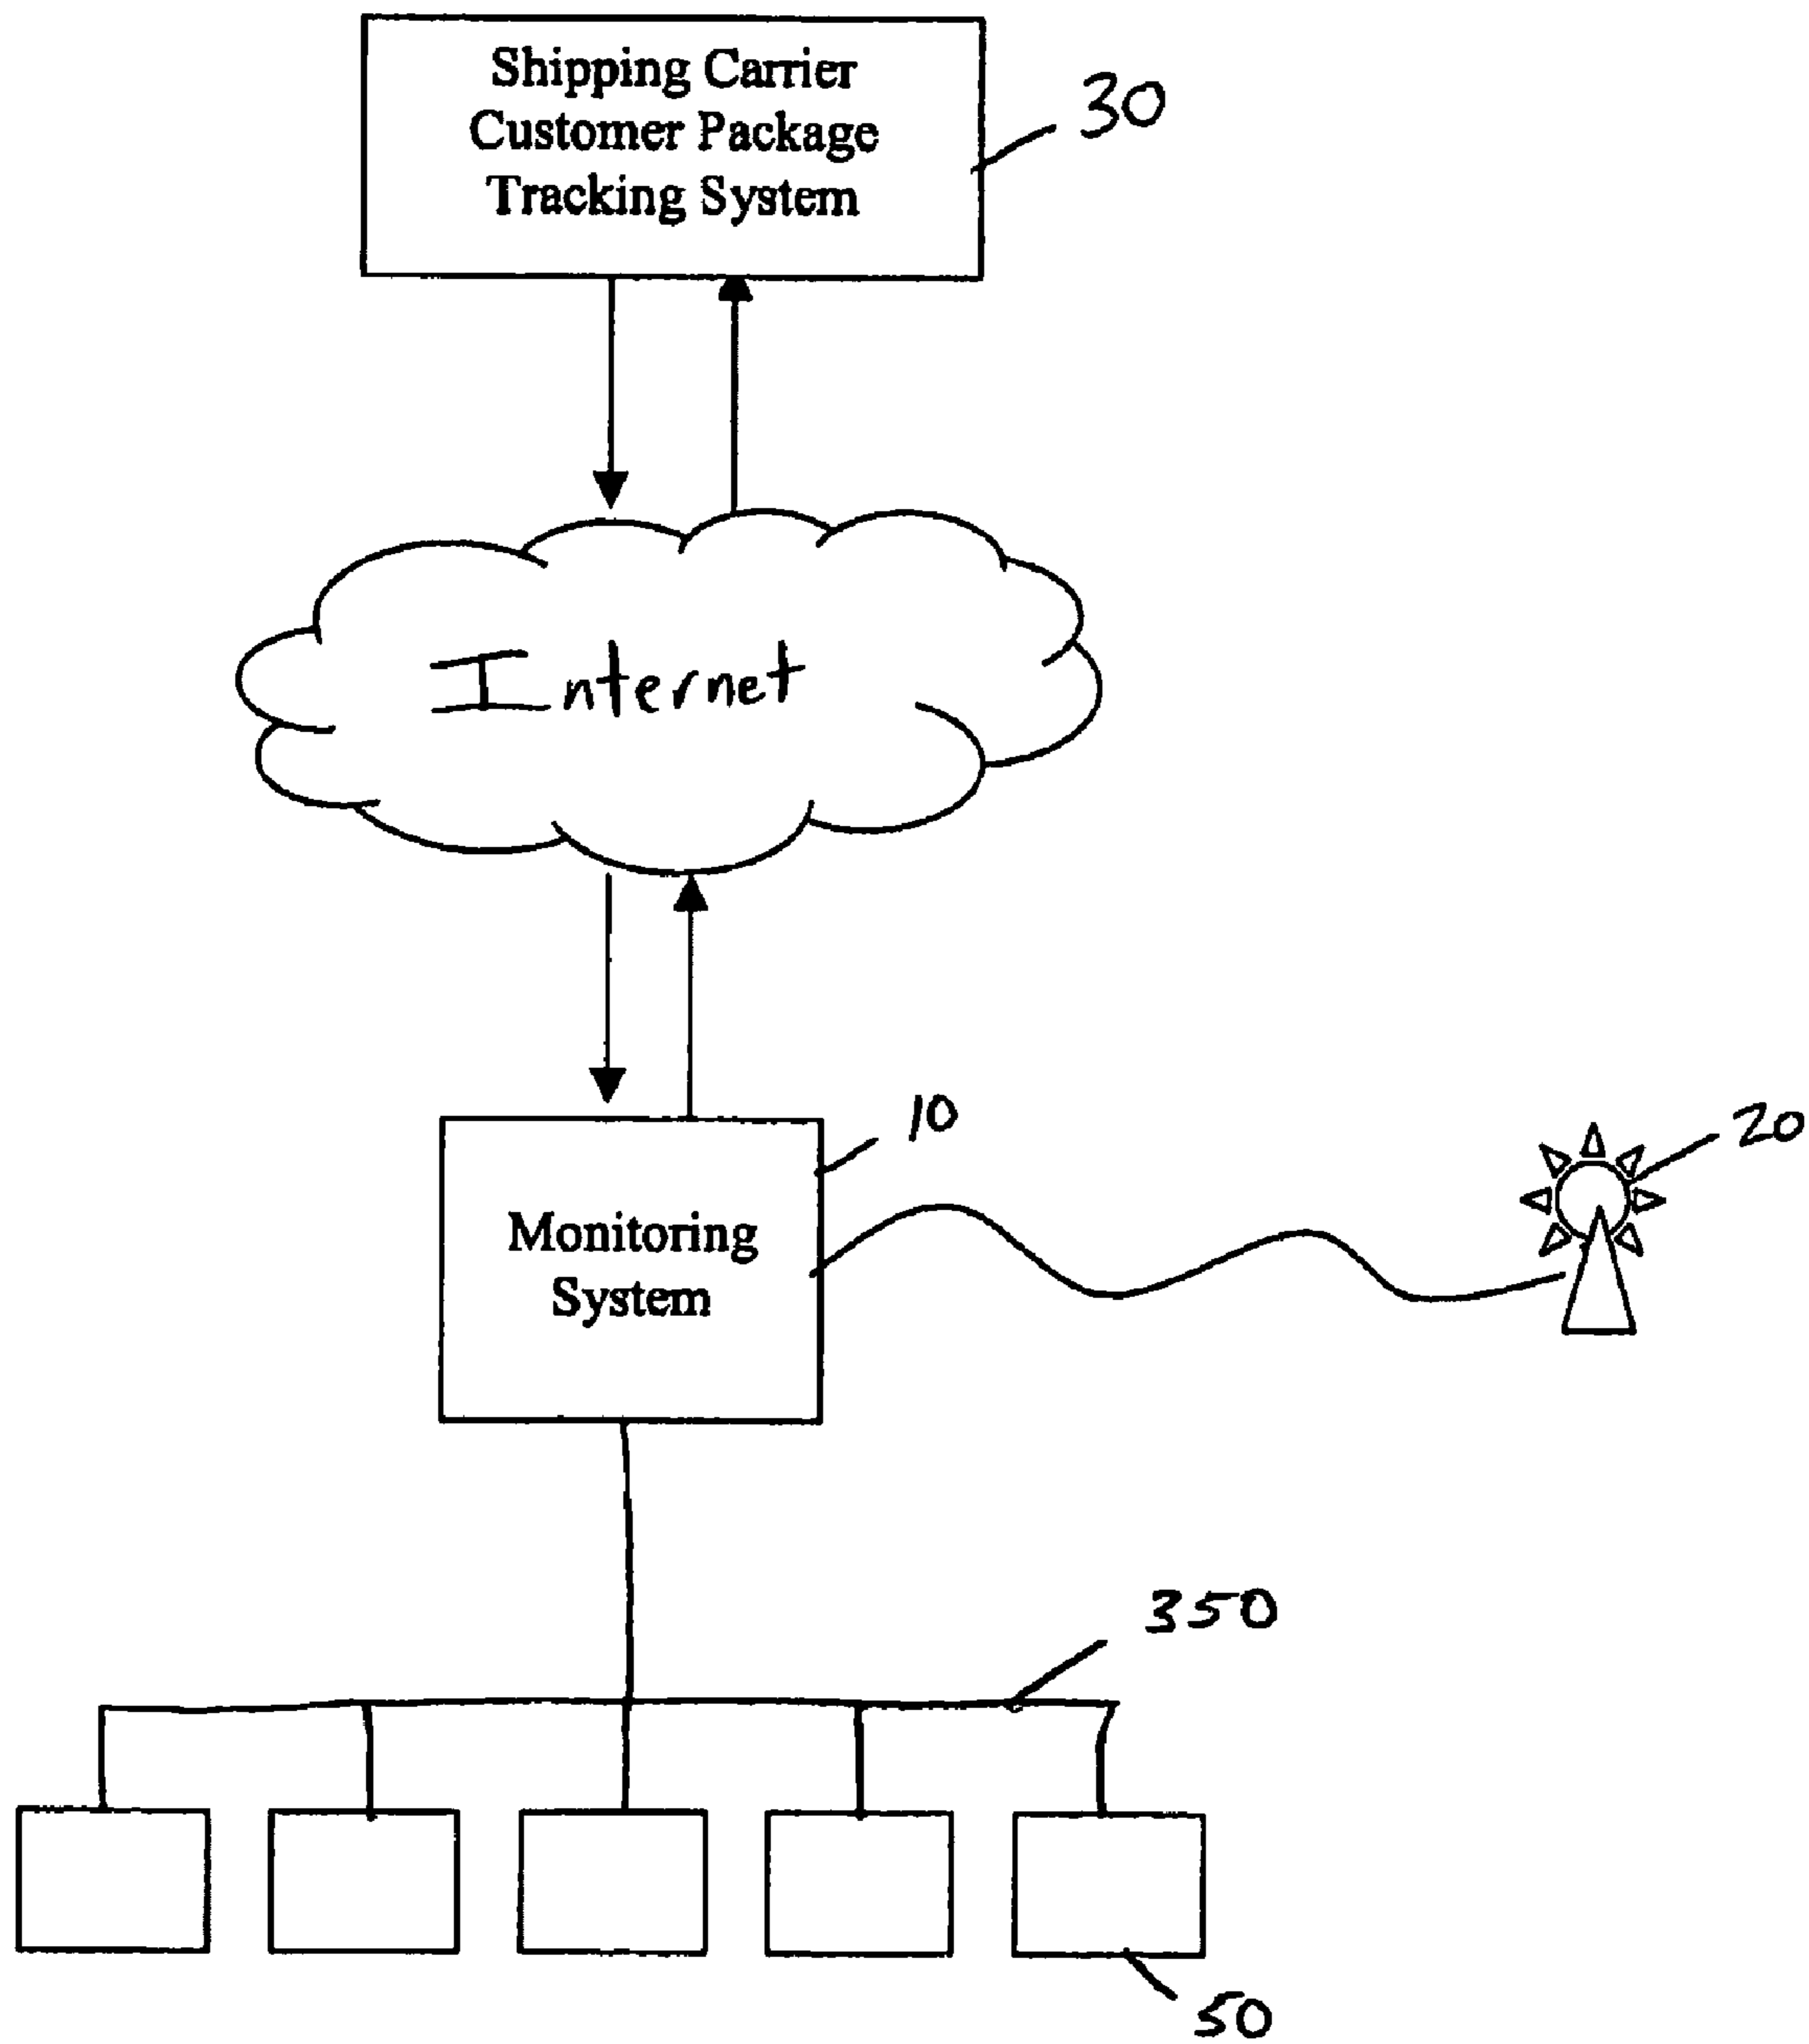 Shipping Carrier
Customer Package
Tracking System
30
Internet
10
20
Monitoring
System
350
50